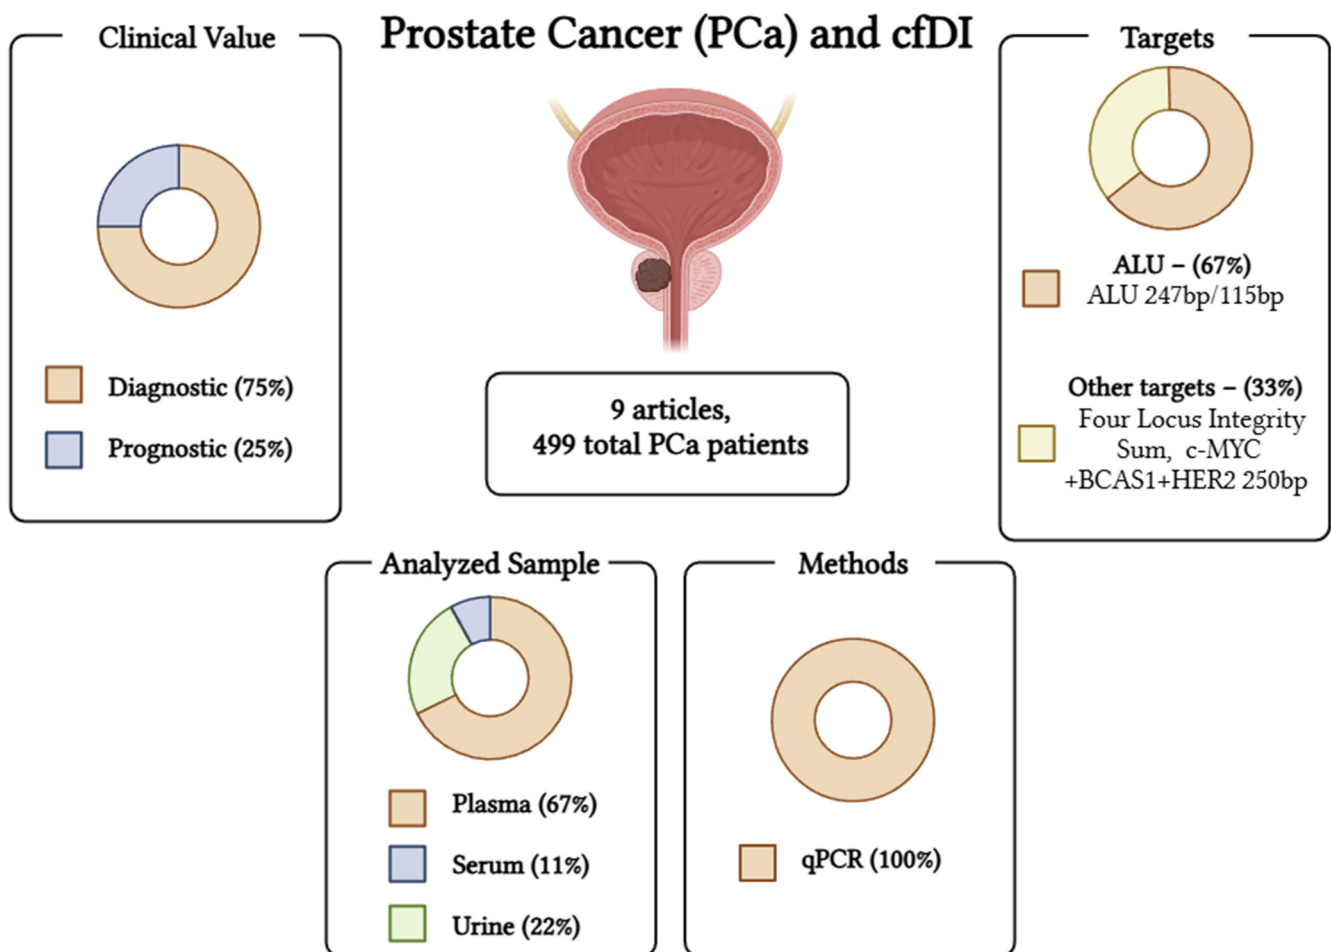 Prostate Cancer (PCa) and cfDI
Clinical Value
Diagnostic (75%)
Prognostic (25%)
9 articles,
499 total PCa patients
Targets
ALU – (67%)
ALU 247bp/115bp
Other targets – (33%)
Four Locus Integrity
Sum, c-MYC
+BCAS1+HER2 250bp
Analyzed Sample
Plasma (67%)
Serum (11%)
Urine (22%)
Methods
qPCR (100%)